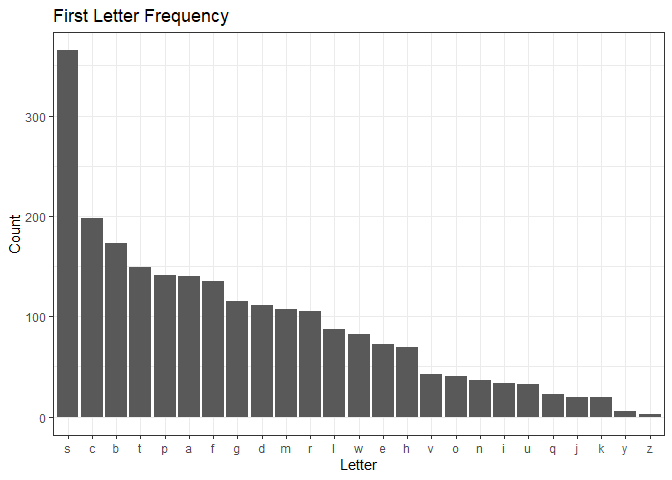 First Letter Frequency
Count
300
200
100
0
s c b t p a f g d m r l w e h v o n i u q j k y z
Letter